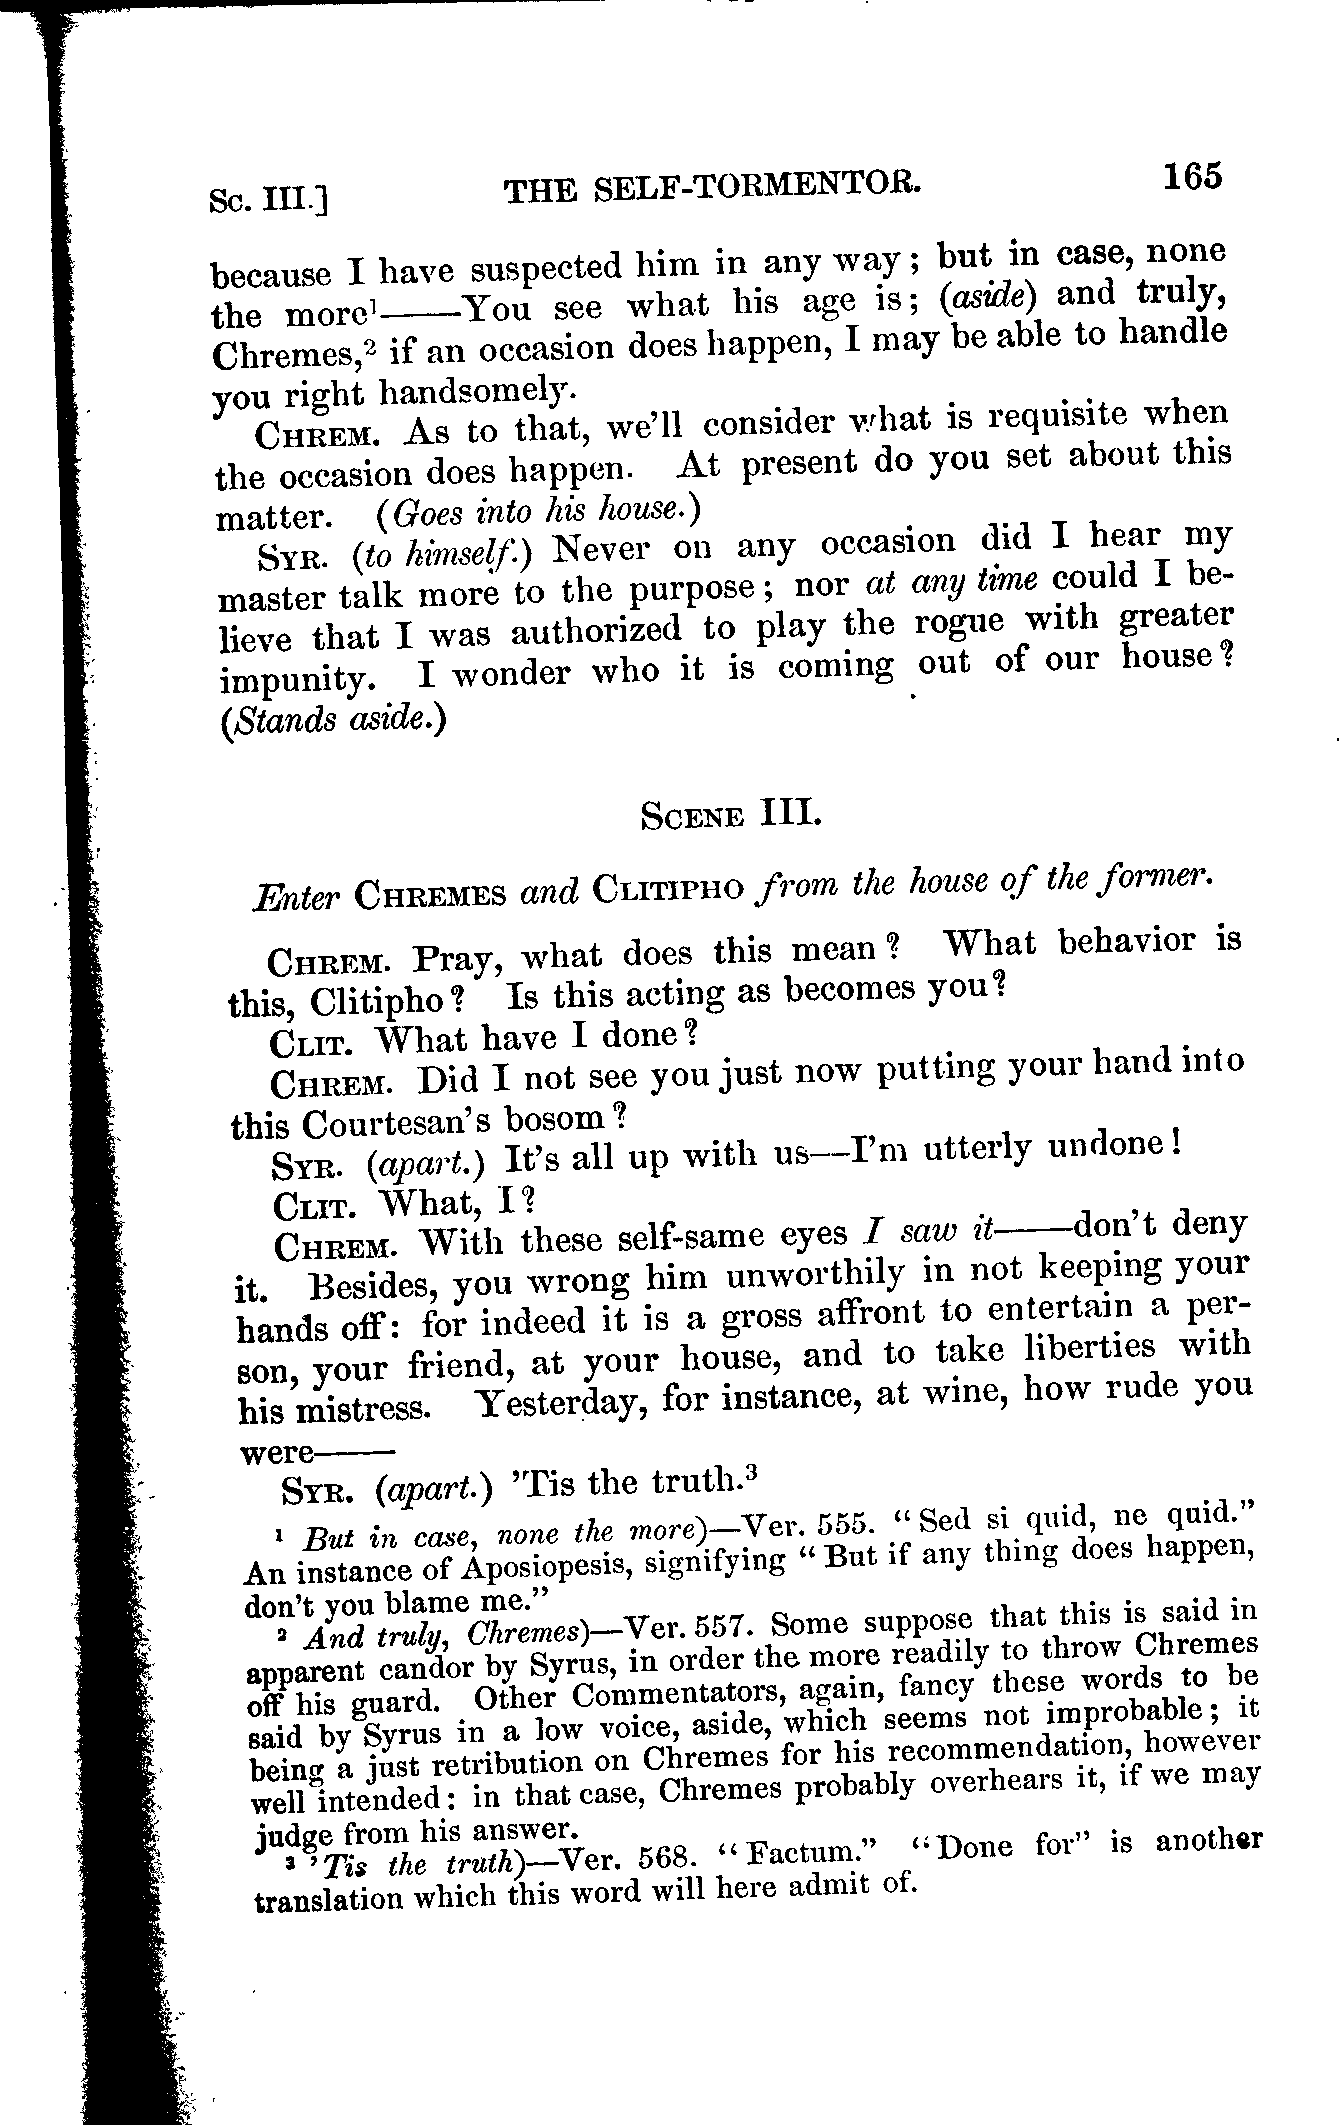 Sc. III.] THE SELF-TORMENTOR. 165
because I have suspected him in any way; but in case, none
the more¹——You see what his age is; (aside) and truly,
Chremes,² if an occasion does happen, I may be able to handle
you right handsomely.
CHREM. As to that, we'll consider what is requisite when
the occasion does happen. At present do you set about this
matter. (Goes into his house.)
SYR. (to himself.) Never on any occasion did I hear my
master talk more to the purpose; nor at any time could I be-
lieve that I was authorized to play the rogue with greater
impunity. I wonder who it is coming out of our house?
(Stands aside.)
SCENE III.
Enter CHREMES and CLITIPHO from the house of the former.
CHREM. Pray, what does this mean? What behavior is
this, Clitipho? Is this acting as becomes you?
CLIT. What have I done?
CHREM. Did I not see you just now putting your hand into
this Courtesan's bosom?
SYR. (apart.) It's all up with us—I'm utterly undone!
CLIT. What, I?
CHREM. With these self-same eyes I saw it——don't deny
it. Besides, you wrong him unworthily in not keeping your
hands off: for indeed it is a gross affront to entertain a per-
son, your friend, at your house, and to take liberties with
his mistress. Yesterday, for instance, at wine, how rude you
were——
SYR. (apart.) 'Tis the truth.³
¹ But in case, none the more)—Ver. 555. "Sed si quid, ne quid."
An instance of Aposiopesis, signifying "But if any thing does happen,
don't you blame me."
² And truly, Chremes)—Ver. 557. Some suppose that this is said in
apparent candor by Syrus, in order the more readily to throw Chremes
off his guard. Other Commentators, again, fancy these words to be
said by Syrus in a low voice, aside, which seems not improbable; it
being a just retribution on Chremes for his recommendation, however
well intended: in that case, Chremes probably overhears it, if we may
judge from his answer.
³ 'Tis the truth)—Ver. 568. "Factum." "Done for" is another
translation which this word will here admit of.